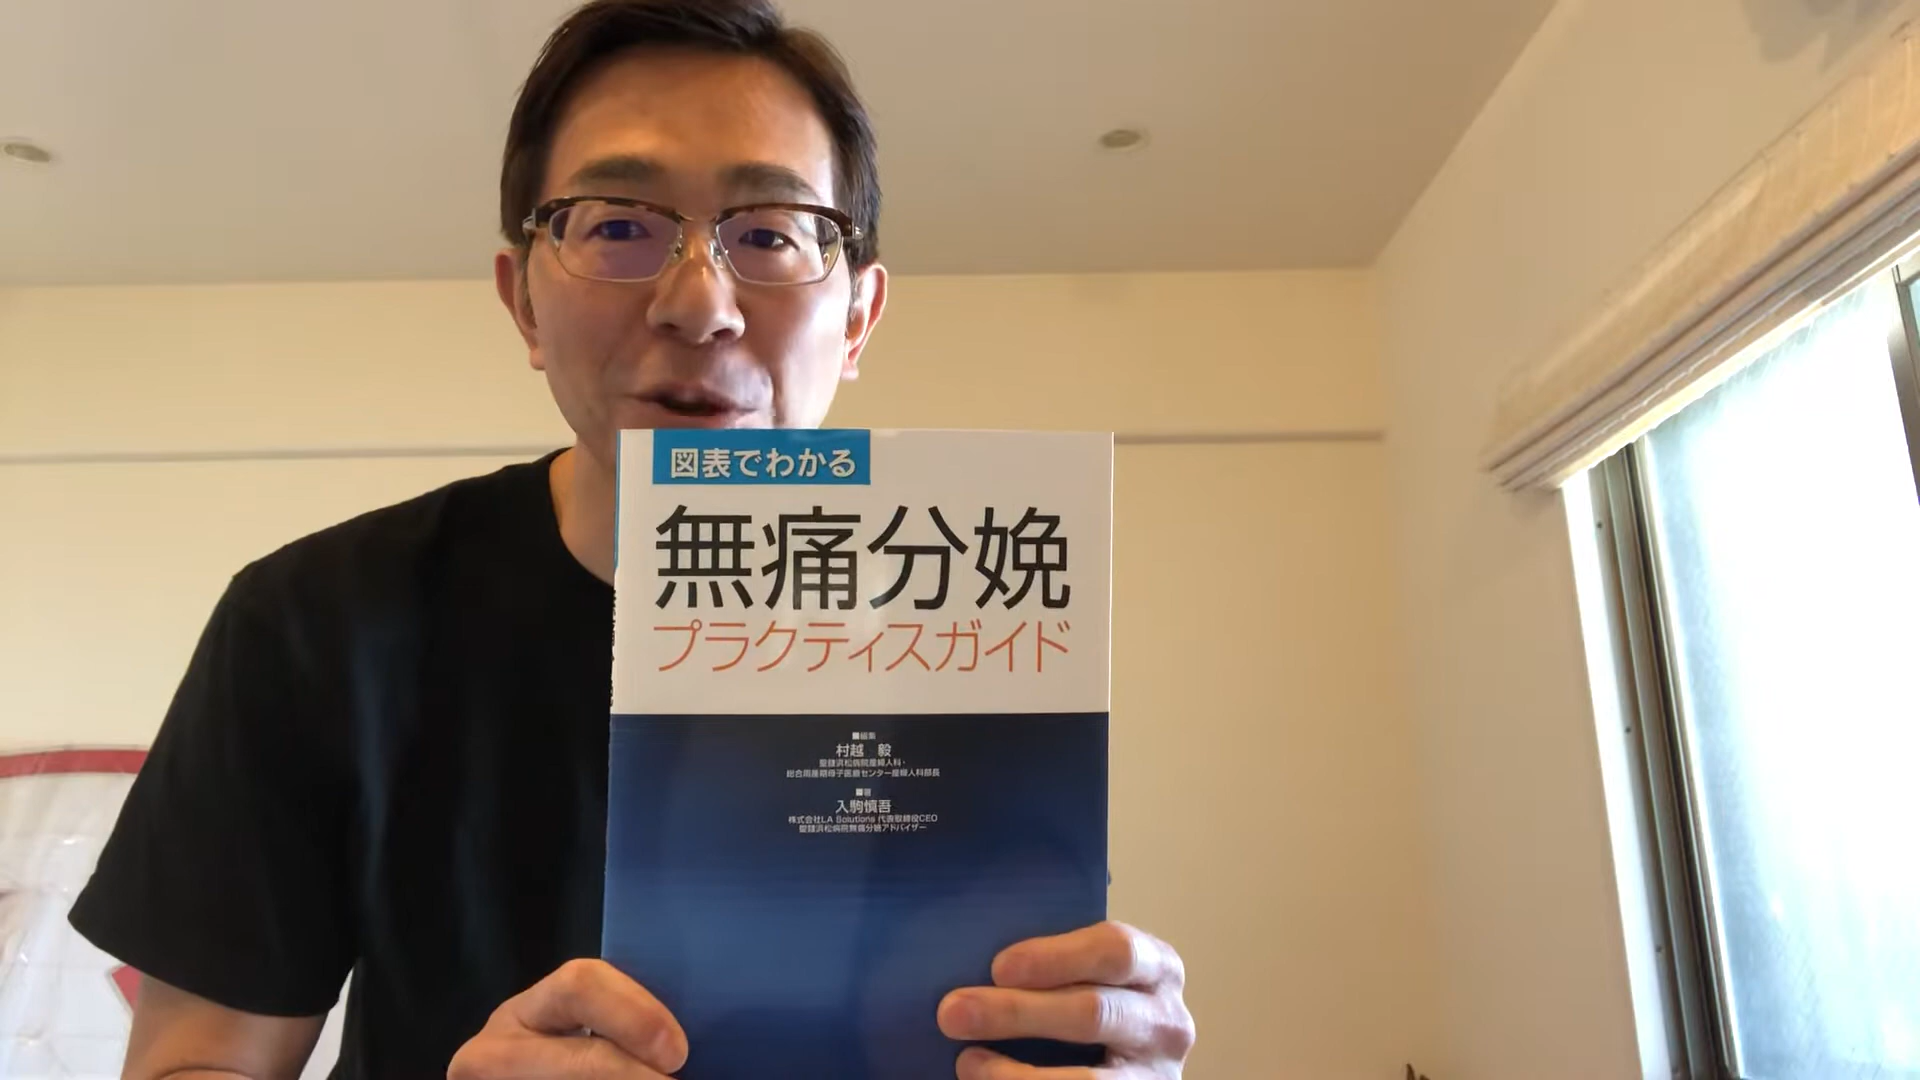 図表でわかる
無痛分娩
プラクティスガイド
■編集
村越 毅
聖隷浜松病院産婦人科・
総合周産期母子医療センター産婦人科部長
■著
入駒慎吾
株式会社LA Solutions 代表取締役CEO
聖隷浜松病院無痛分娩アドバイザー